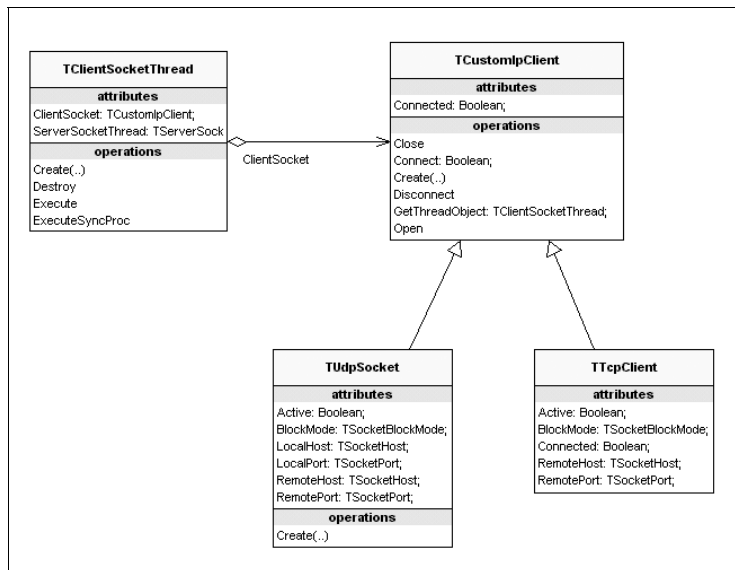 TClientSocketThread
attributes
ClientSocket: TCustomIpClient;
ServerSocketThread: TServerSock
operations
Create(..)
Destroy
Execute
ExecuteSyncProc
ClientSocket
TCustomIpClient
attributes
Connected: Boolean;
operations
Close
Connect: Boolean;
Create(..)
Disconnect
GetThreadObject: TClientSocketThread;
Open
TUdpSocket
attributes
Active: Boolean;
BlockMode: TSocketBlockMode;
LocalHost: TSocketHost;
LocalPort: TSocketPort;
RemoteHost: TSocketHost;
RemotePort: TSocketPort;
operations
Create(..)
TTcpClient
attributes
Active: Boolean;
BlockMode: TSocketBlockMode;
Connected: Boolean;
RemoteHost: TSocketHost;
RemotePort: TSocketPort;